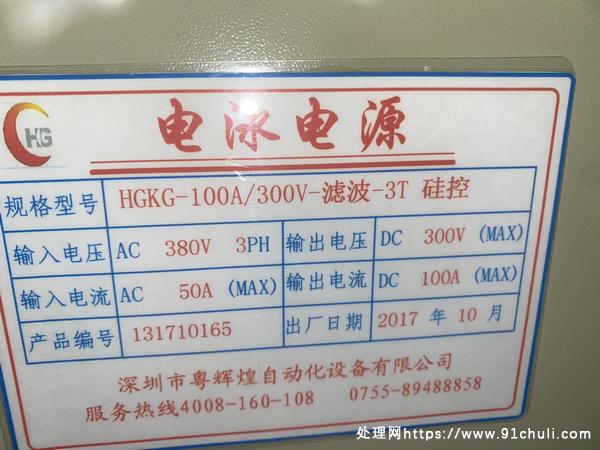 HG
电泳电源
规格型号 HGKG-100A/300V-滤波-3T 硅控
输入电压 AC 380V 3PH 输出电压 DC 300V (MAX)
输入电流 AC 50A (MAX) 输出电流 DC 100A (MAX)
产品编号 131710165 出厂日期 2017 年 10 月
深圳市粤辉煌自动化设备有限公司
服务热线4008-160-108 0755-89488858
处理网https://www.91chuli.com/